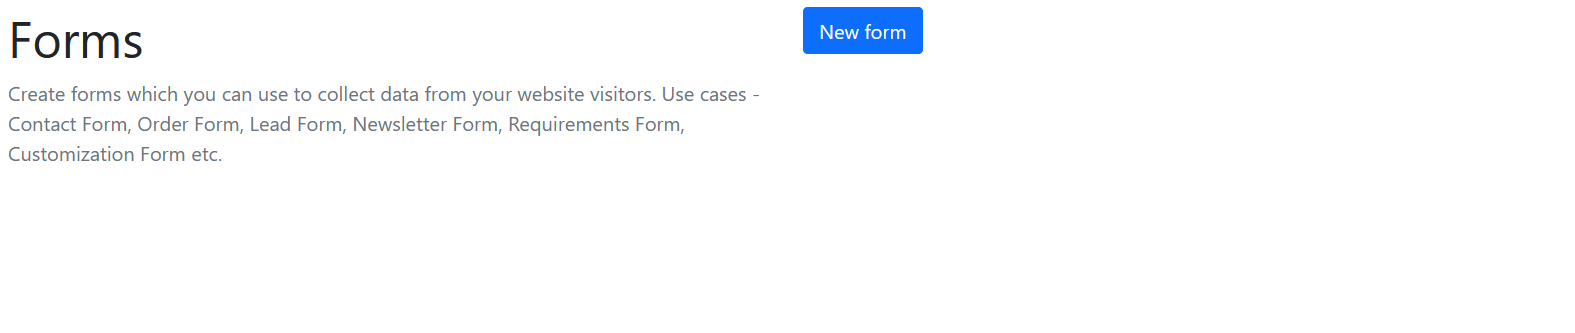 Forms
New form
Create forms which you can use to collect data from your website visitors. Use cases -
Contact Form, Order Form, Lead Form, Newsletter Form, Requirements Form,
Customization Form etc.